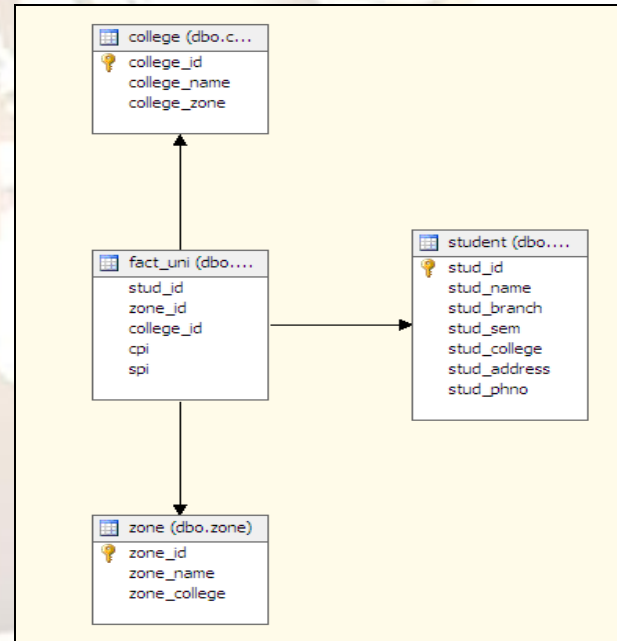 college (dbo.c...
college_id
college_name
college_zone
fact_uni (dbo....
stud_id
zone_id
college_id
cpi
spi
student (dbo....
stud_id
stud_name
stud_branch
stud_sem
stud_college
stud_address
stud_phno
zone (dbo.zone)
zone_id
zone_name
zone_college